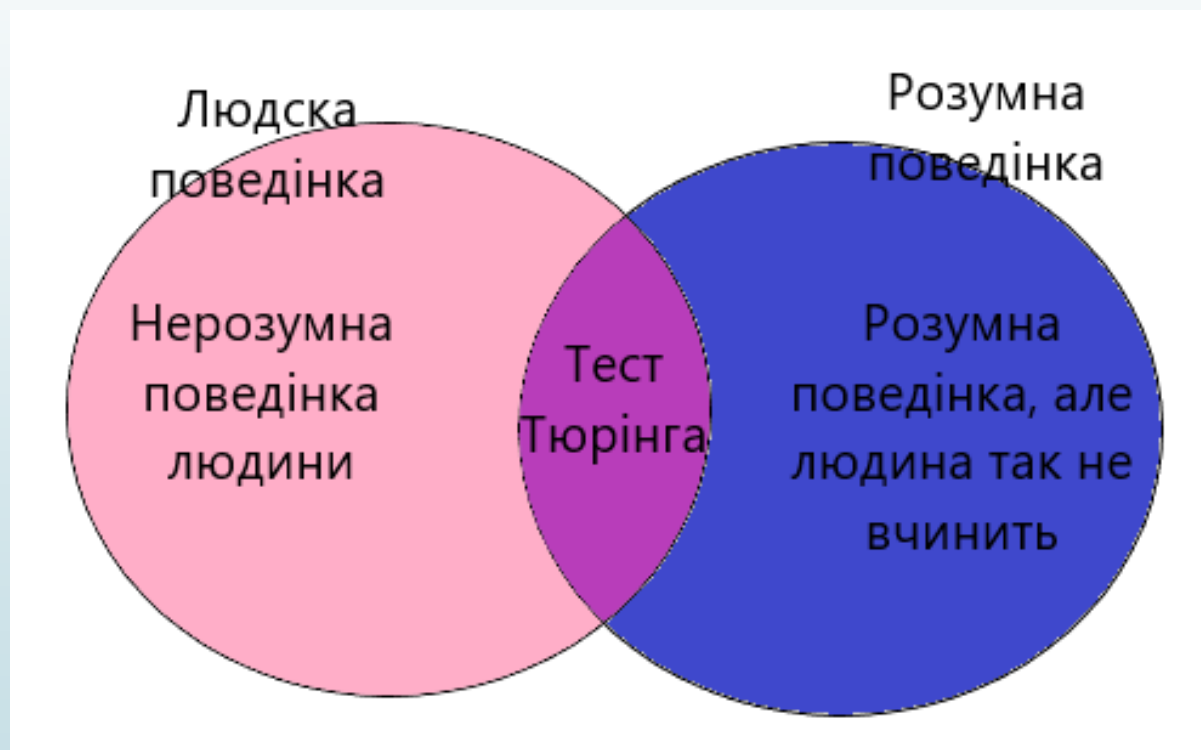 Людска
поведінка
Розумна
поведінка
Нерозумна
поведінка
людини
Тест
Тюрінга
Розумна
поведінка, але
людина так не
вчинить